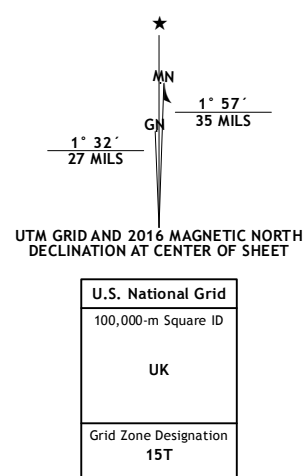 MN
1° 57´
35 MILS
GN
1° 32´
27 MILS
UTM GRID AND 2016 MAGNETIC NORTH
DECLINATION AT CENTER OF SHEET
U.S. National Grid
100,000-m Square ID
UK
Grid Zone Designation
15T